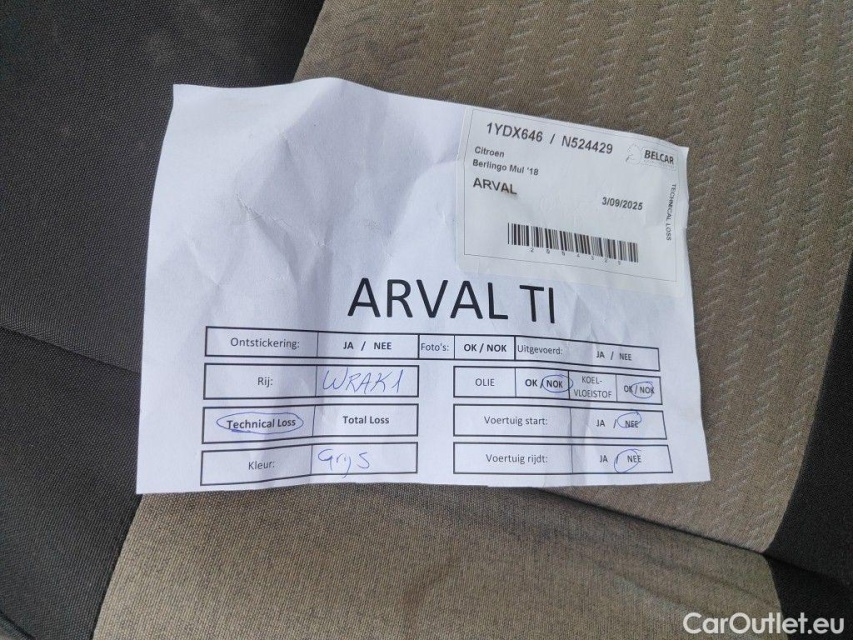 1YDX646 / N524429
BELCAR
Citroen
Berlingo Mul '18
ARVAL
3/09/2025
TECHNICAL LOSS
ARVAL TI
Ontstickering: JA / NEE Foto's: OK / NOK Uitgevoerd: JA / NEE
Rij: WRAK1 OLIE OK / NOK KOEL-VLOEISTOF OK / NOK
Technical Loss Total Loss Voertuig start: JA / NEE
Kleur: Grijs Voertuig rijdt: JA / NEE
CarOutlet.eu